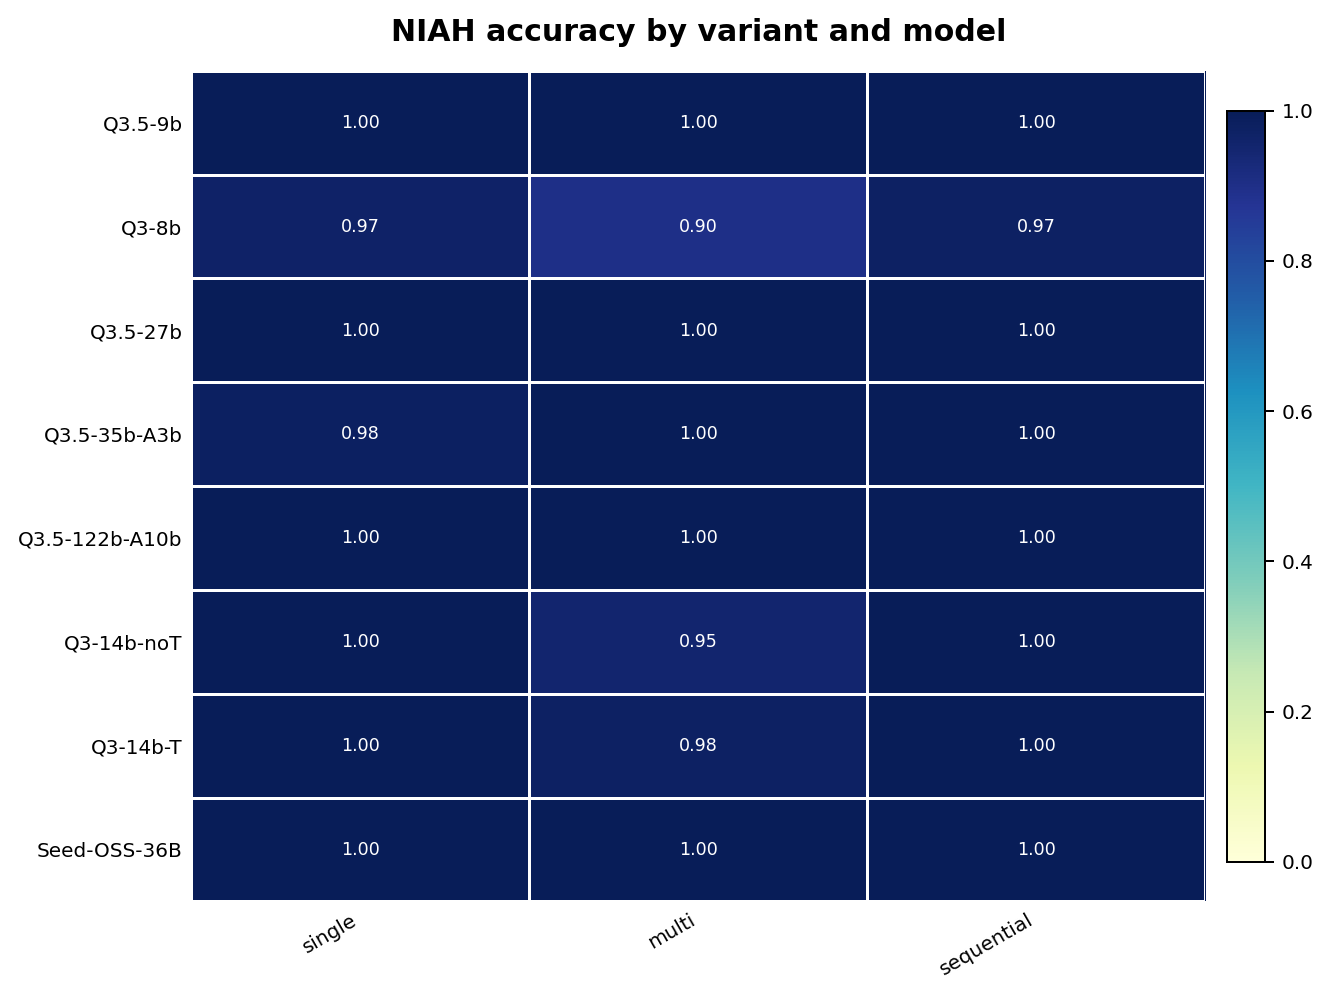 NIAH accuracy by variant and model
Q3.5-9b 1.00 1.00 1.00
Q3-8b 0.97 0.90 0.97
Q3.5-27b 1.00 1.00 1.00
Q3.5-35b-A3b 0.98 1.00 1.00
Q3.5-122b-A10b 1.00 1.00 1.00
Q3-14b-noT 1.00 0.95 1.00
Q3-14b-T 1.00 0.98 1.00
Seed-OSS-36B 1.00 1.00 1.00
single multi sequential
1.0
0.8
0.6
0.4
0.2
0.0